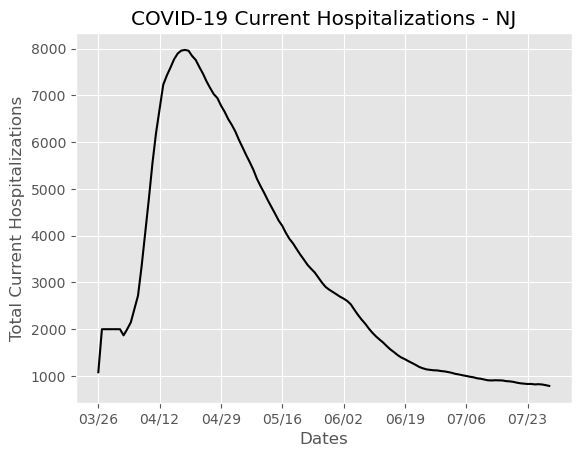 COVID-19 Current Hospitalizations - NJ
Total Current Hospitalizations
8000
7000
6000
5000
4000
3000
2000
1000
03/26 04/12 04/29 05/16 06/02 06/19 07/06 07/23
Dates